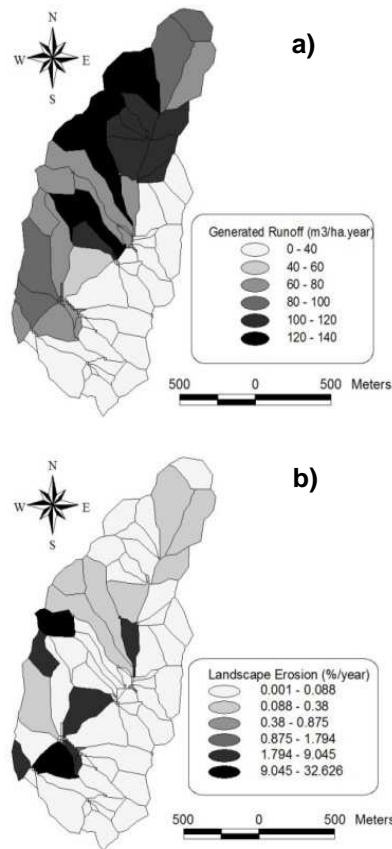 a)
N
W E
S
Generated Runoff (m3/ha.year)
0 - 40
40 - 60
60 - 80
80 - 100
100 - 120
120 - 140
500 0 500 Meters
b)
N
W E
S
Landscape Erosion (%/year)
0.001 - 0.088
0.088 - 0.38
0.38 - 0.875
0.875 - 1.794
1.794 - 9.045
9.045 - 32.626
500 0 500 Meters